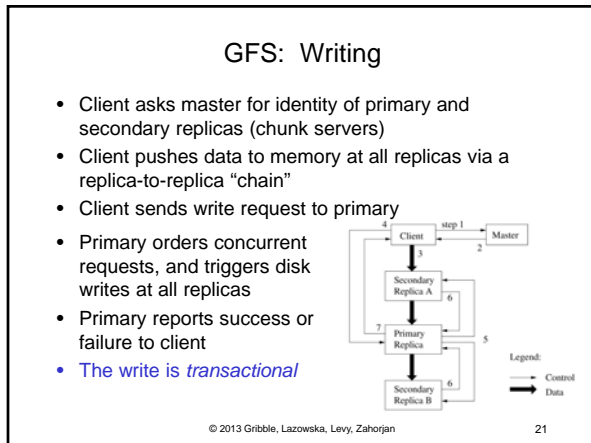 GFS: Writing
• Client asks master for identity of primary and
secondary replicas (chunk servers)
• Client pushes data to memory at all replicas via a
replica-to-replica “chain”
• Client sends write request to primary
• Primary orders concurrent
requests, and triggers disk
writes at all replicas
• Primary reports success or
failure to client
• The write is transactional
4
step 1
Client
Master
2
3
Secondary
Replica A
6
7
Primary
Replica
5
Legend:
Control
Data
6
Secondary
Replica B
© 2013 Gribble, Lazowska, Levy, Zahorjan
21